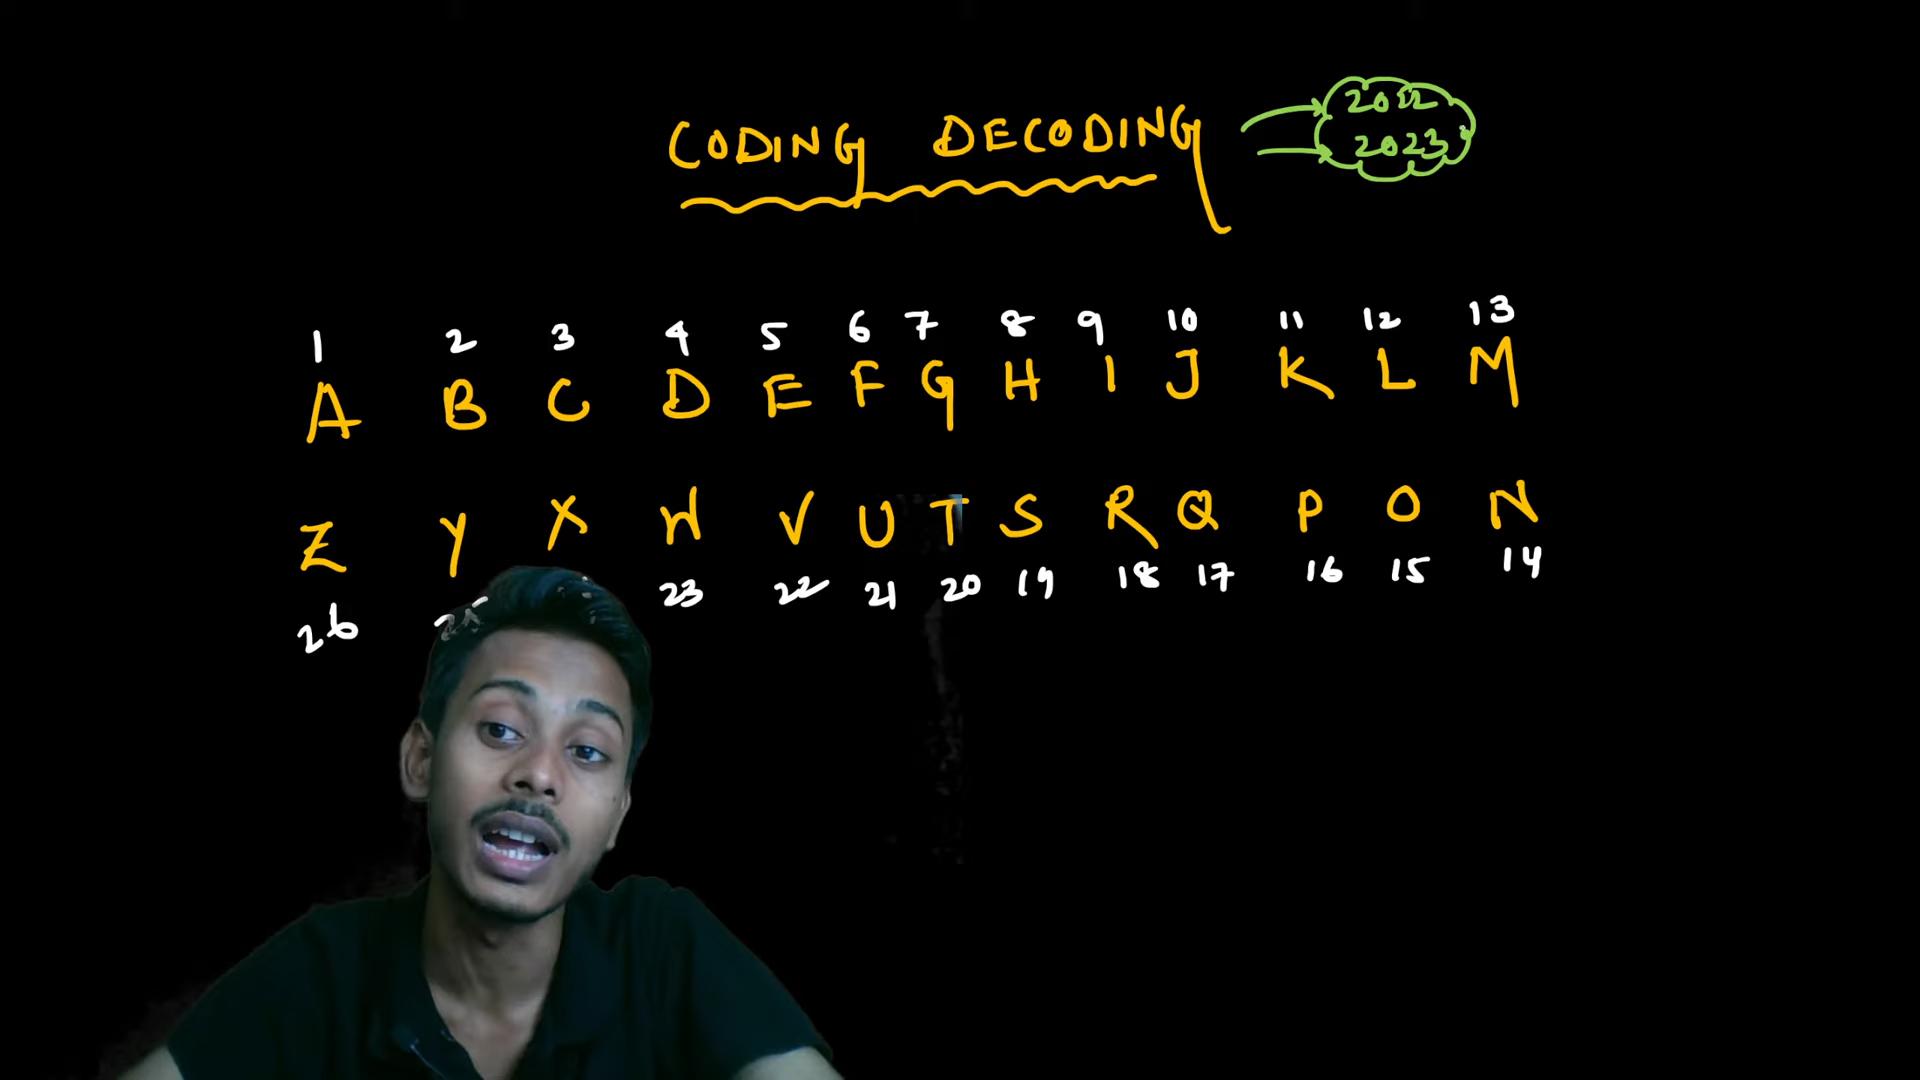 CODING DECODING
2022
2023
1 2 3 4 5 6 7 8 9 10 11 12 13
A B C D E F G H I J K L M
Z Y X W V U T S R Q P O N
26 25 23 22 21 20 19 18 17 16 15 14